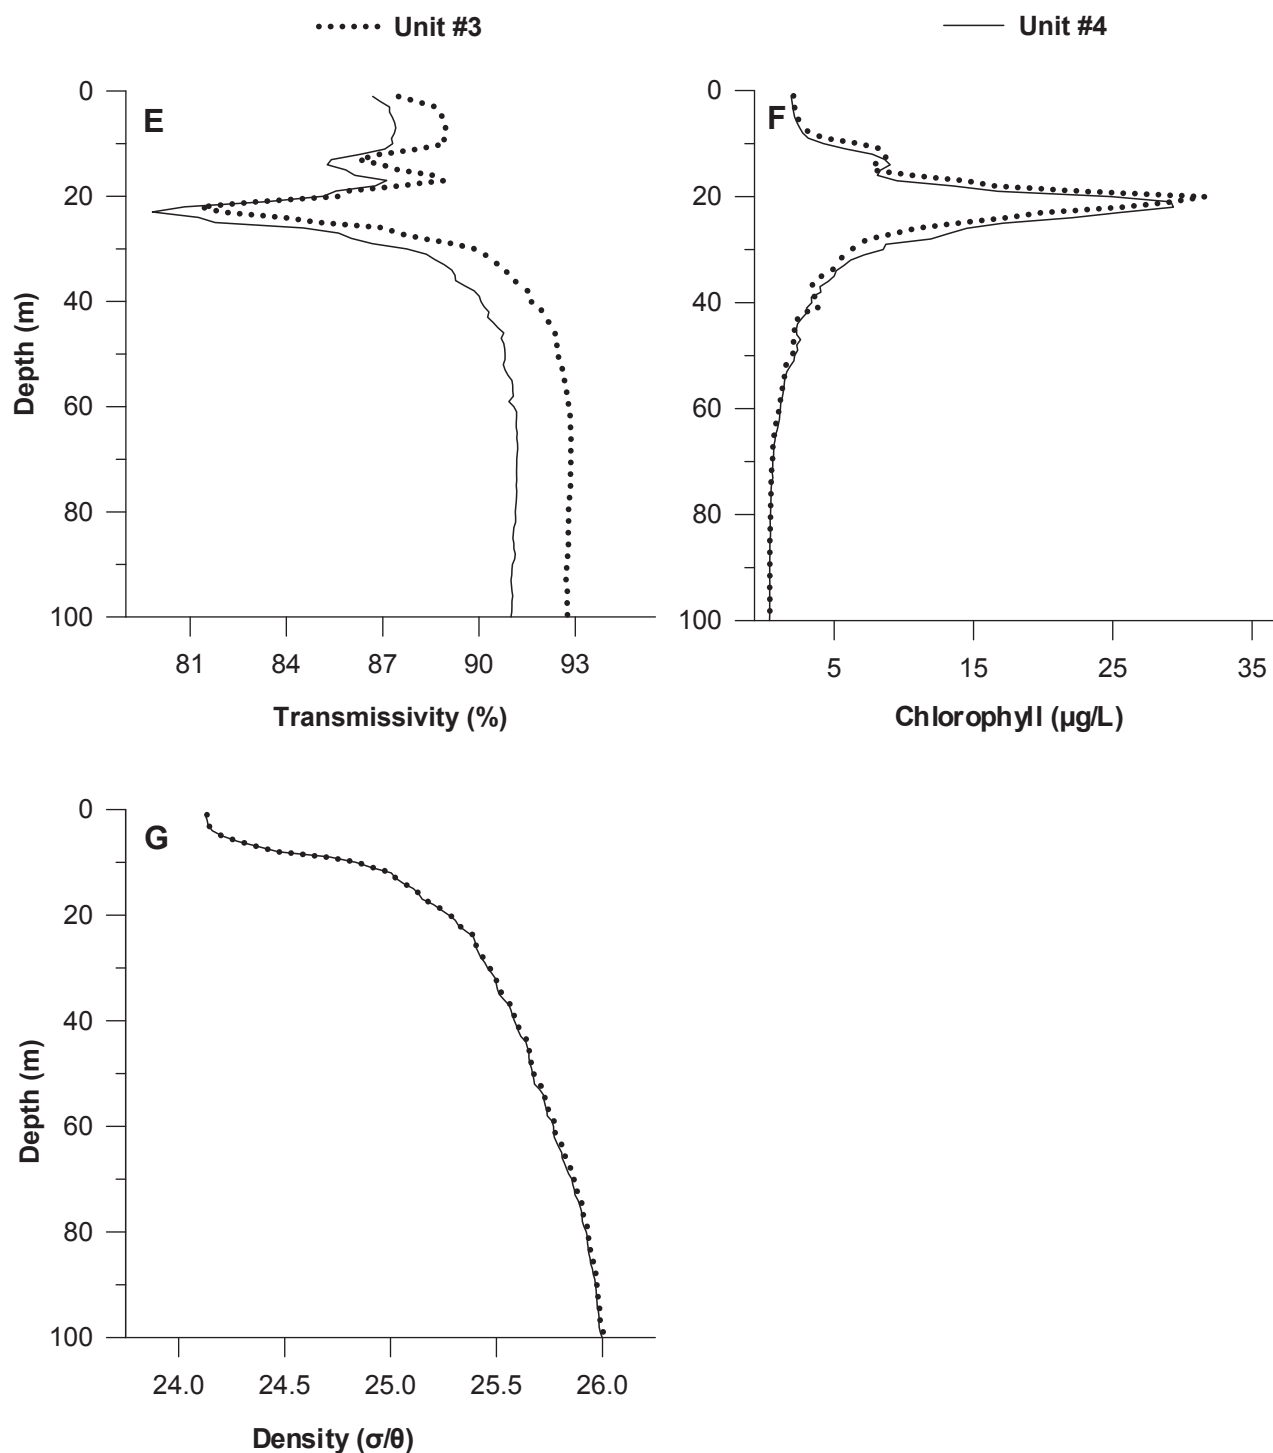 Unit #3
Unit #4
E
0
20
40
60
80
100
Depth (m)
81 84 87 90 93
Transmissivity (%)
F
0
20
40
60
80
100
5 15 25 35
Chlorophyll (µg/L)
G
0
20
40
60
80
100
Depth (m)
24.0 24.5 25.0 25.5 26.0
Density (σ/θ)